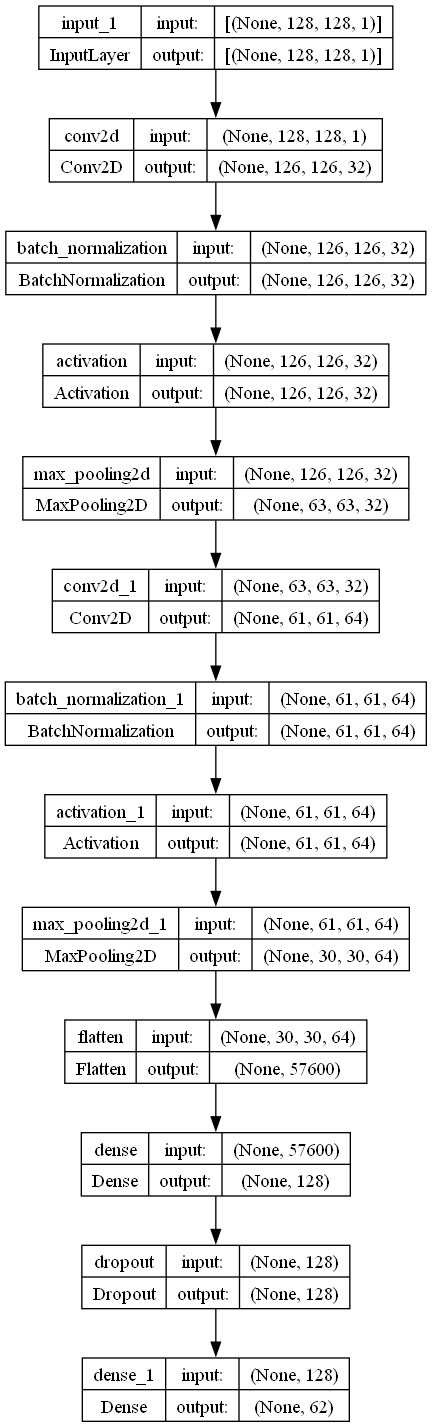 input_1 input: [(None, 128, 128, 1)]
InputLayer output: [(None, 128, 128, 1)]
conv2d input: (None, 128, 128, 1)
Conv2D output: (None, 126, 126, 32)
batch_normalization input: (None, 126, 126, 32)
BatchNormalization output: (None, 126, 126, 32)
activation input: (None, 126, 126, 32)
Activation output: (None, 126, 126, 32)
max_pooling2d input: (None, 126, 126, 32)
MaxPooling2D output: (None, 63, 63, 32)
conv2d_1 input: (None, 63, 63, 32)
Conv2D output: (None, 61, 61, 64)
batch_normalization_1 input: (None, 61, 61, 64)
BatchNormalization output: (None, 61, 61, 64)
activation_1 input: (None, 61, 61, 64)
Activation output: (None, 61, 61, 64)
max_pooling2d_1 input: (None, 61, 61, 64)
MaxPooling2D output: (None, 30, 30, 64)
flatten input: (None, 30, 30, 64)
Flatten output: (None, 57600)
dense input: (None, 57600)
Dense output: (None, 128)
dropout input: (None, 128)
Dropout output: (None, 128)
dense_1 input: (None, 128)
Dense output: (None, 62)